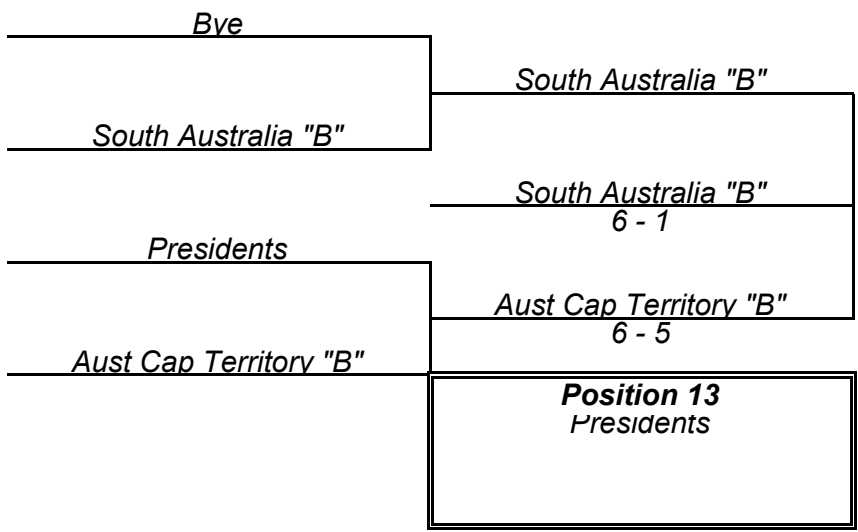 Bye
South Australia "B"
South Australia "B"
South Australia "B"
6 - 1
Presidents
Aust Cap Territory "B"
6 - 5
Aust Cap Territory "B"
Position 13
Presidents